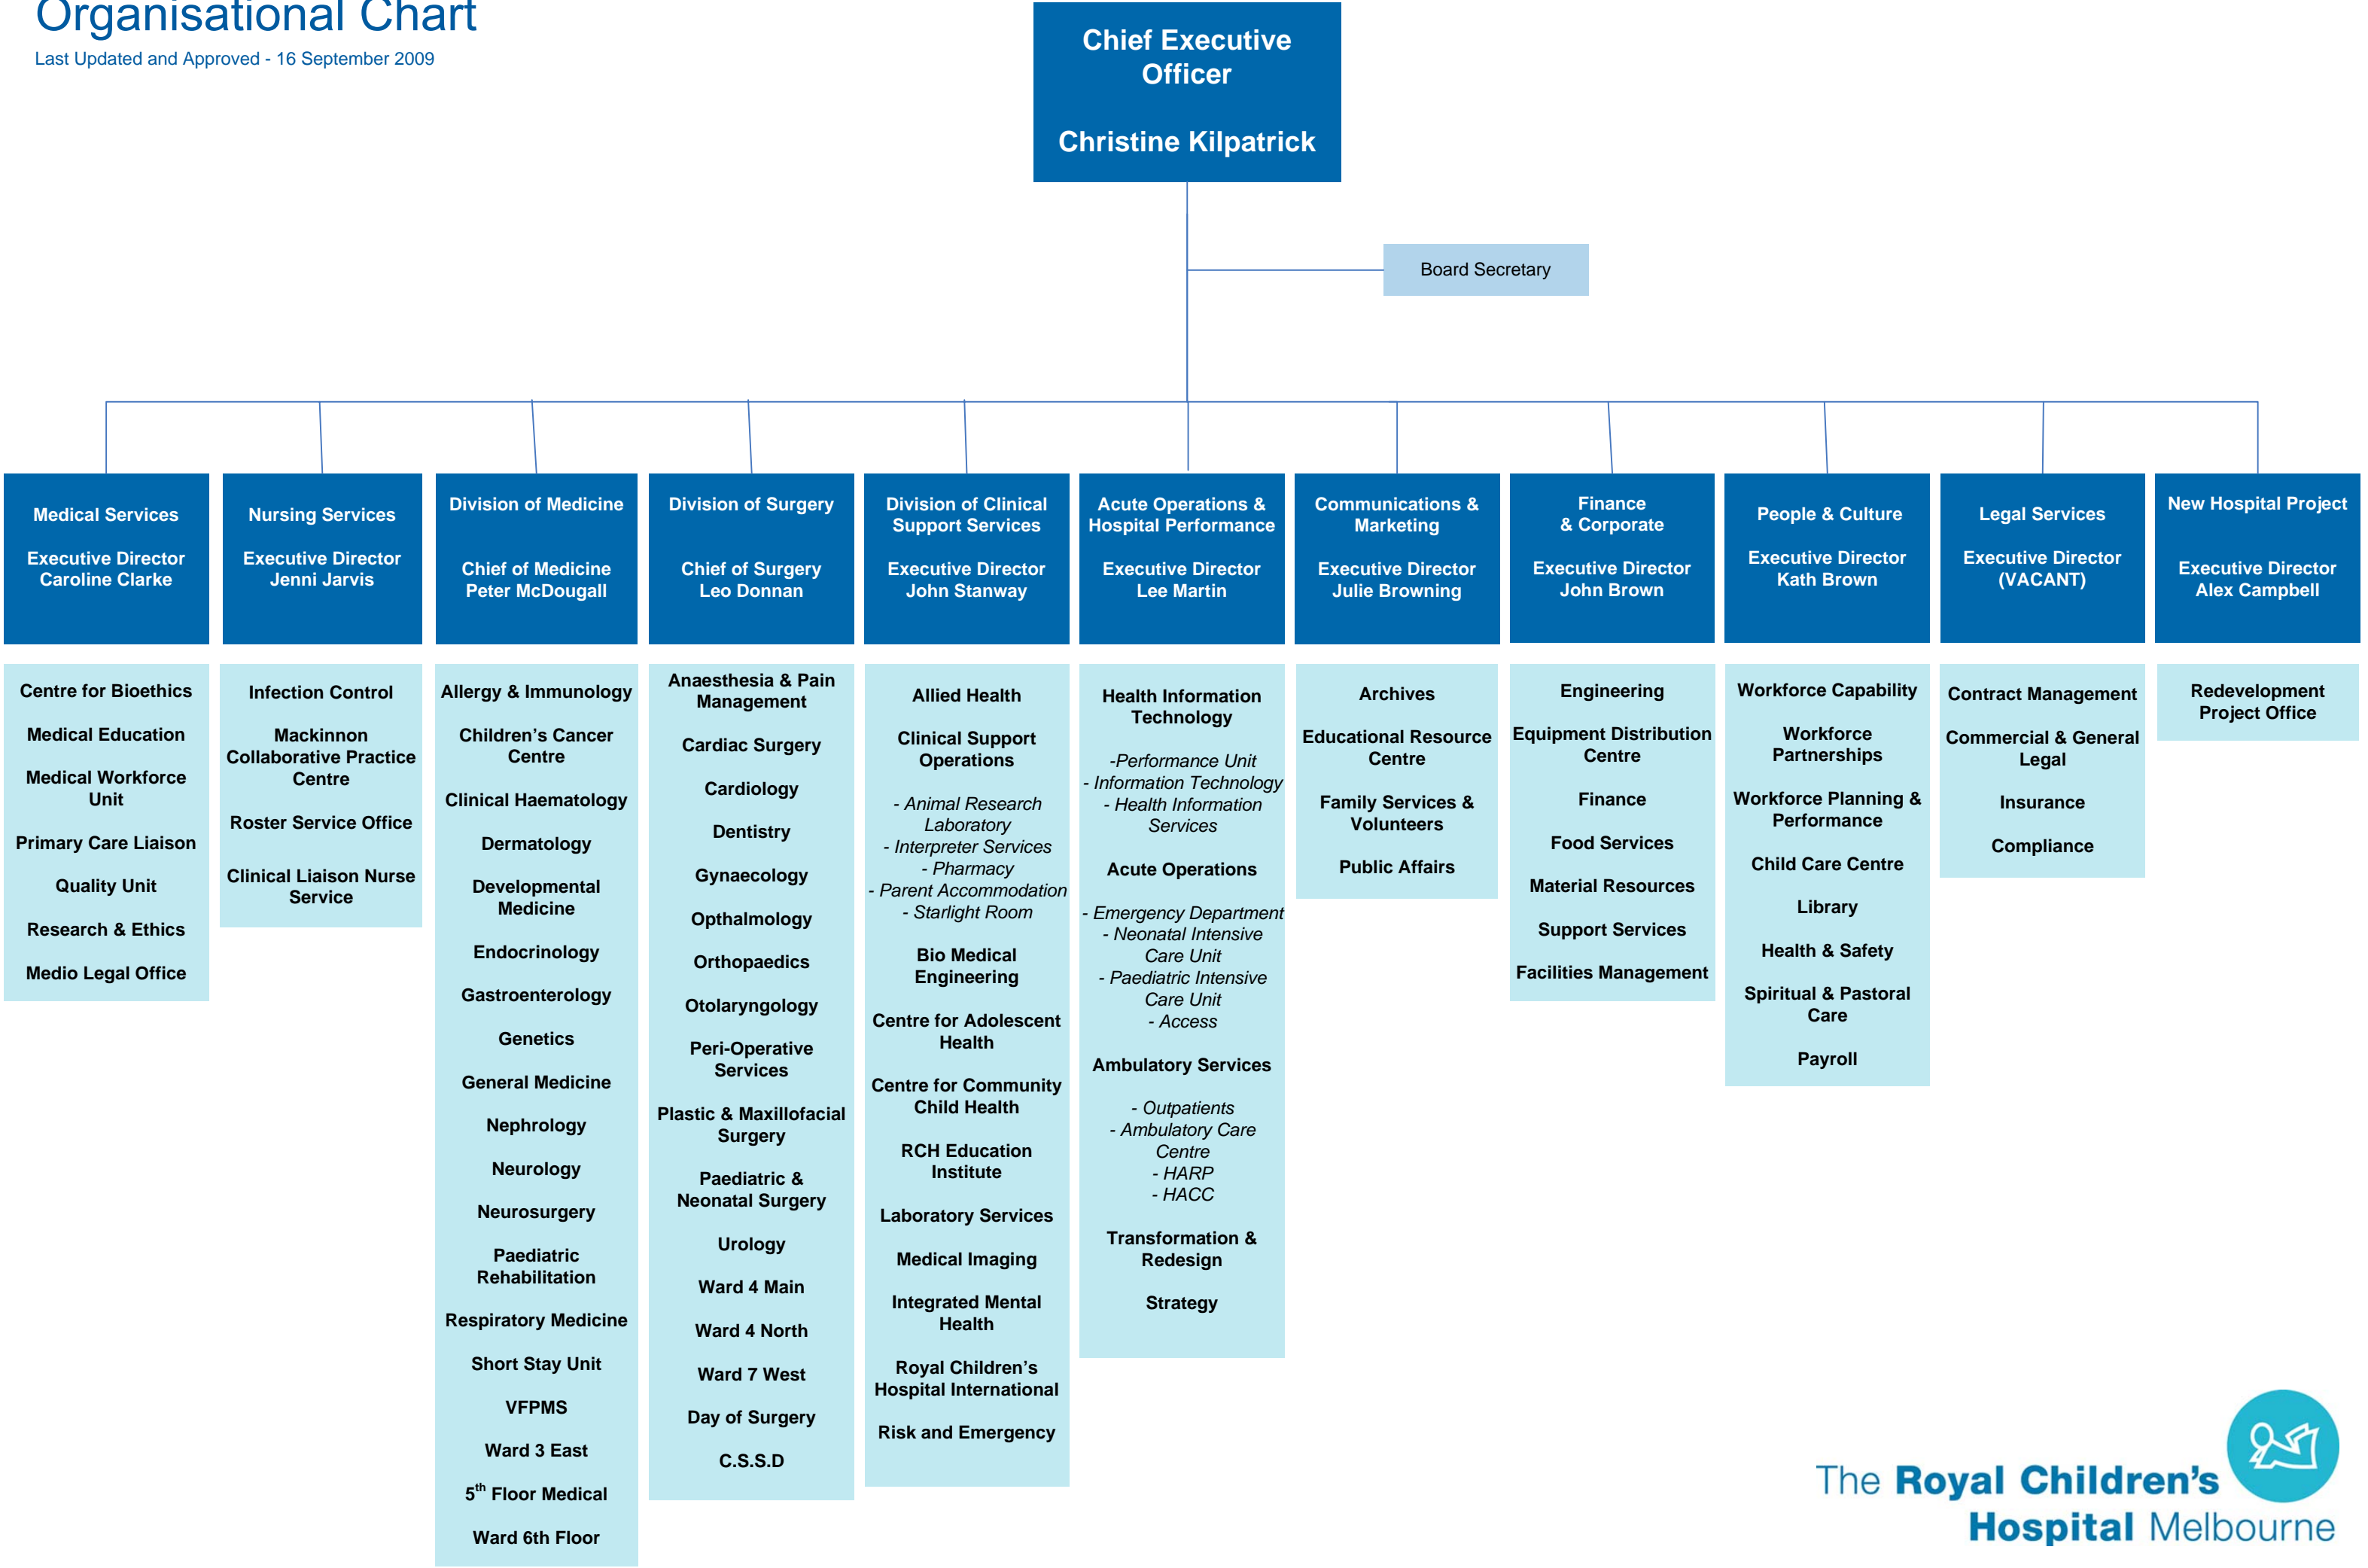 Organisational Chart
Last Updated and Approved - 16 September 2009
Chief Executive
Officer
Christine Kilpatrick
Board Secretary
Medical Services
Executive Director
Caroline Clarke
Nursing Services
Executive Director
Jenni Jarvis
Division of Medicine
Chief of Medicine
Peter McDougall
Division of Surgery
Chief of Surgery
Leo Donnan
Division of Clinical
Support Services
Executive Director
John Stanway
Acute Operations &
Hospital Performance
Executive Director
Lee Martin
Communications &
Marketing
Executive Director
Julie Browning
Finance
& Corporate
Executive Director
John Brown
People & Culture
Executive Director
Kath Brown
Legal Services
Executive Director
(VACANT)
New Hospital Project
Executive Director
Alex Campbell
Centre for Bioethics
Medical Education
Medical Workforce
Unit
Primary Care Liaison
Quality Unit
Research & Ethics
Medio Legal Office
Infection Control
Mackinnon
Collaborative Practice
Centre
Roster Service Office
Clinical Liaison Nurse
Service
Allergy & Immunology
Children's Cancer
Centre
Clinical Haematology
Dermatology
Developmental
Medicine
Endocrinology
Gastroenterology
Genetics
General Medicine
Nephrology
Neurology
Neurosurgery
Paediatric
Rehabilitation
Respiratory Medicine
Short Stay Unit
VFPMS
Ward 3 East
5th Floor Medical
Ward 6th Floor
Anaesthesia & Pain
Management
Cardiac Surgery
Cardiology
Dentistry
Gynaecology
Opthalmology
Orthopaedics
Otolaryngology
Peri-Operative
Services
Plastic & Maxillofacial
Surgery
Paediatric &
Neonatal Surgery
Urology
Ward 4 Main
Ward 4 North
Ward 7 West
Day of Surgery
C.S.S.D
Allied Health
Clinical Support
Operations
- Animal Research
Laboratory
- Interpreter Services
- Pharmacy
- Parent Accommodation
- Starlight Room
Bio Medical
Engineering
Centre for Adolescent
Health
Centre for Community
Child Health
RCH Education
Institute
Laboratory Services
Medical Imaging
Integrated Mental
Health
Royal Children's
Hospital International
Risk and Emergency
Health Information
Technology
-Performance Unit
- Information Technology
- Health Information
Services
Acute Operations
- Emergency Department
- Neonatal Intensive
Care Unit
- Paediatric Intensive
Care Unit
- Access
Ambulatory Services
- Outpatients
- Ambulatory Care
Centre
- HARP
- HACC
Transformation &
Redesign
Strategy
Archives
Educational Resource
Centre
Family Services &
Volunteers
Public Affairs
Engineering
Equipment Distribution
Centre
Finance
Food Services
Material Resources
Support Services
Facilities Management
Workforce Capability
Workforce
Partnerships
Workforce Planning &
Performance
Child Care Centre
Library
Health & Safety
Spiritual & Pastoral
Care
Payroll
Contract Management
Commercial & General
Legal
Insurance
Compliance
Redevelopment
Project Office
The Royal Children's
Hospital Melbourne